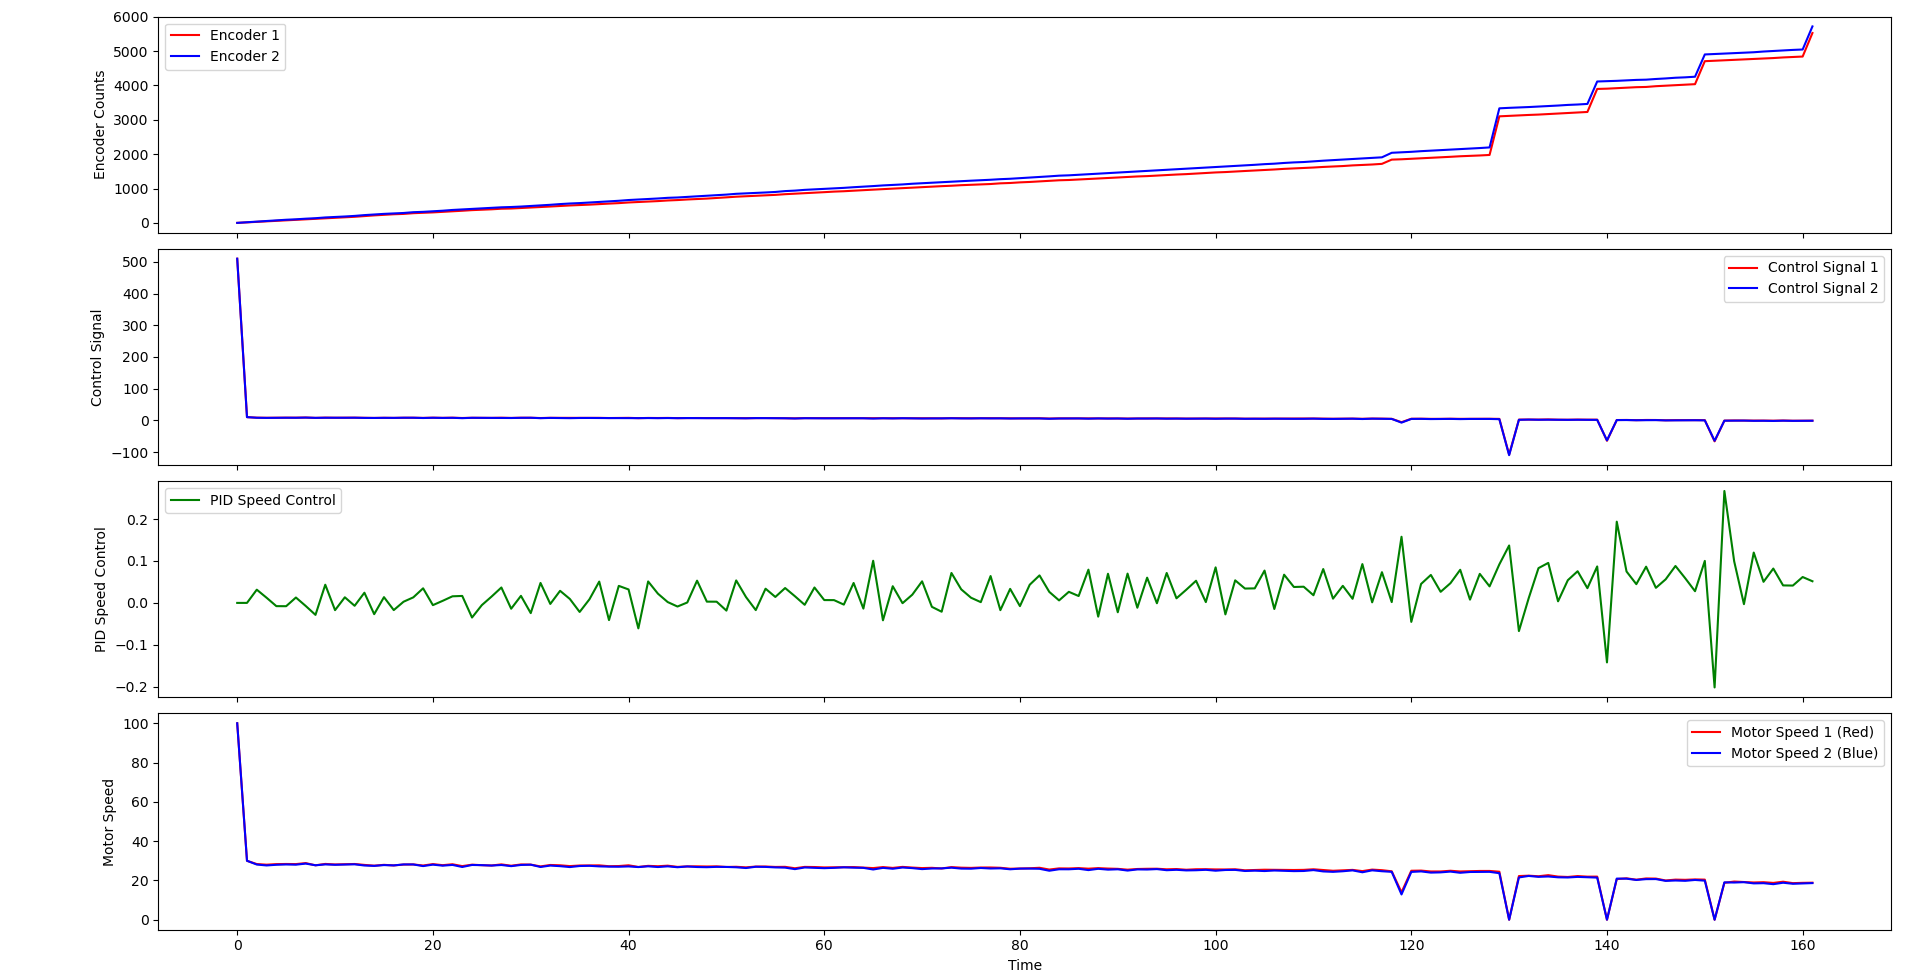 6000
5000
4000
3000
2000
1000
0
Encoder Counts
Encoder 1
Encoder 2
500
400
300
200
100
0
−100
Control Signal
Control Signal 1
Control Signal 2
0.2
0.1
0.0
−0.1
−0.2
PID Speed Control
PID Speed Control
100
80
60
40
20
0
Motor Speed
Motor Speed 1 (Red)
Motor Speed 2 (Blue)
0 20 40 60 80 100 120 140 160
Time